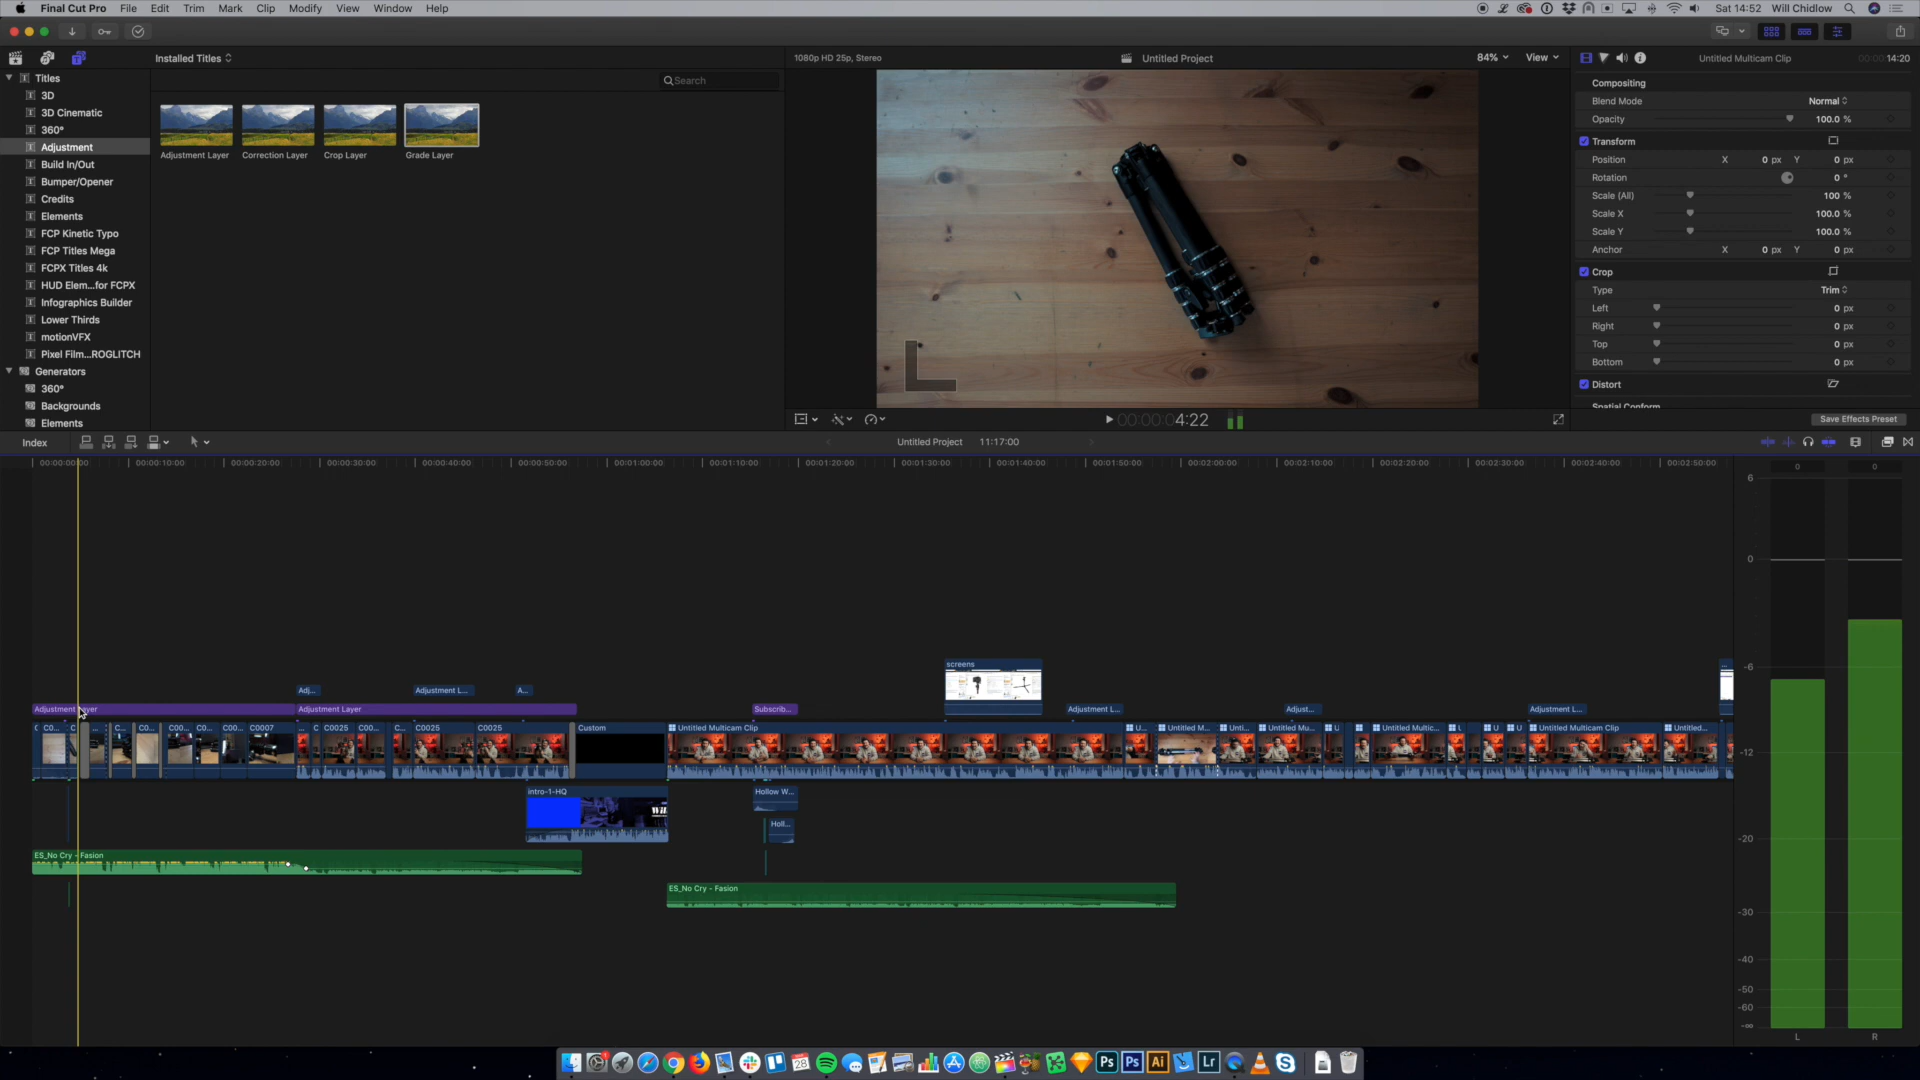 Final Cut Pro File Edit Trim Mark Clip Modify View Window Help
Sat 14:52 Will Chidlow
Installed Titles
Search
Titles
3D
3D Cinematic
360°
Adjustment
Build In/Out
Bumper/Opener
Credits
Elements
FCP Kinetic Typo
FCP Titles Mega
FCPX Titles 4k
HUD Elem...for FCPX
Infographics Builder
Lower Thirds
motionVFX
Pixel Film...ROGLITCH
Generators
360°
Backgrounds
Elements
Adjustment Layer
Correction Layer
Crop Layer
Grade Layer
1080p HD 25p, Stereo
Untitled Project
84%
View
Untitled Multicam Clip
14:20
Compositing
Blend Mode Normal
Opacity 100.0 %
Transform
Position X 0 px Y 0 px
Rotation 0 °
Scale (All) 100 %
Scale X 100.0 %
Scale Y 100.0 %
Anchor X 0 px Y 0 px
Crop
Type Trim
Left 0 px
Right 0 px
Top 0 px
Bottom 0 px
Distort
Spatial Conform
Save Effects Preset
00:00:04:22
Index
Untitled Project 11:17:00
00:00:10:00 00:00:20:00 00:00:30:00 00:00:40:00 00:00:50:00 00:01:00:00 00:01:10:00 00:01:20:00 00:01:30:00 00:01:40:00 00:01:50:00 00:02:00:00 00:02:10:00 00:02:20:00 00:02:30:00 00:02:40:00 00:02:50:00
screens
Adj... Adjustment L... A...
Adjustment Layer Adjustment Layer Subscrib... Adjustment L... Adjust... Adjustment L...
C C0... C ... C... C0... C00... C0... C00... C0007 ... C C0025 C00... C... C0025 C0025 Custom Untitled Multicam Clip U... Untitled M... Unti... Untitled Mu... U Untitled Multic... U U U Untitled Multicam Clip Untitled...
intro-1-HQ Hollow W...
Holl...
ES_No Cry - Fasion
ES_No Cry - Fasion
0 0
6
0
-6
-12
-20
-30
-40
-50
-60
-∞
L R
Ps Ps Ai Lr